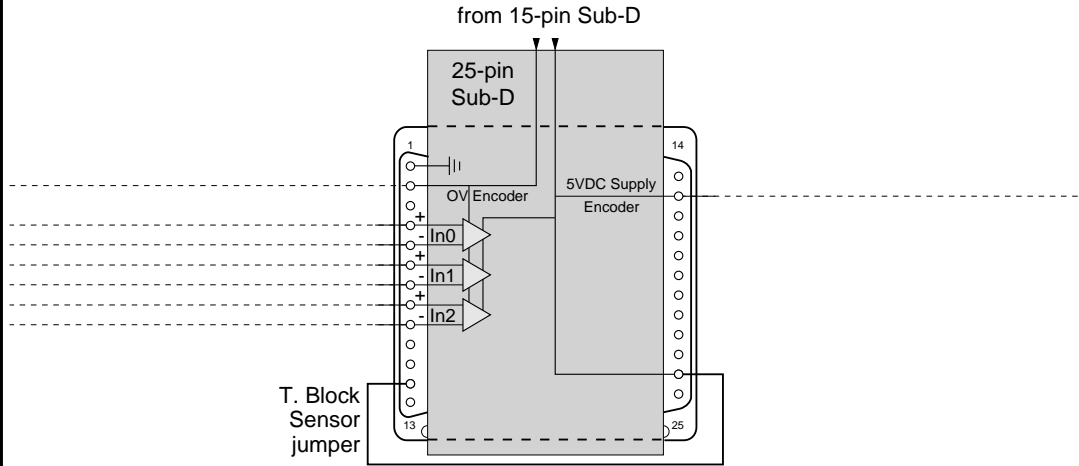 from 15-pin Sub-D
25-pin
Sub-D
1
14
5VDC Supply
OV Encoder
Encoder
+
- In0
+
- In1
+
- In2
T. Block
Sensor
jumper
13
25